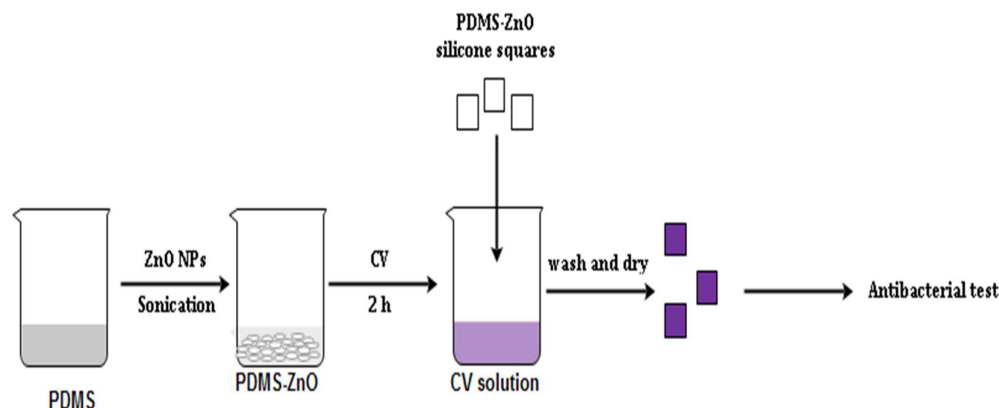 PDMS-ZnO
silicone squares
ZnO NPs
Sonication
CV
2 h
wash and dry
Antibacterial test
PDMS
PDMS-ZnO
CV solution